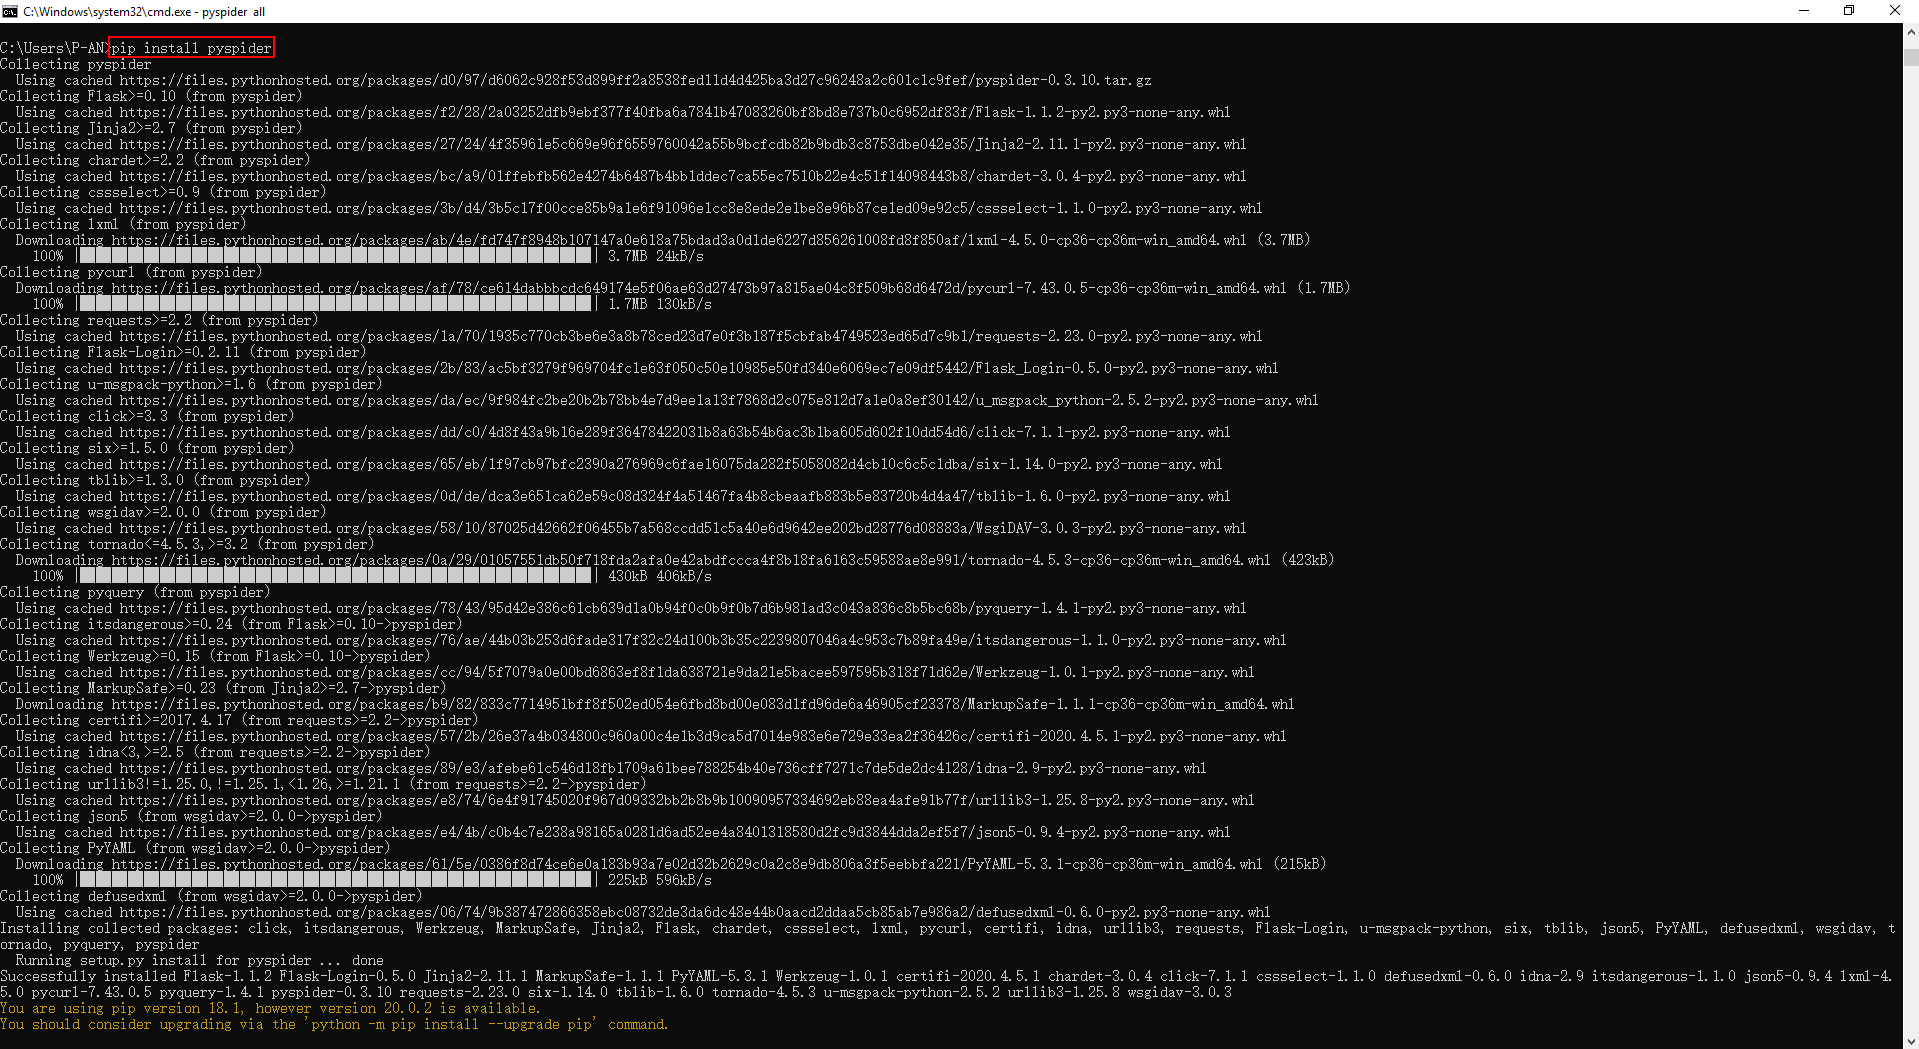 C:\Windows\system32\cmd.exe - pyspider  all
C:\Users\P-AN>pip install pyspider
Collecting pyspider
  Using cached https://files.pythonhosted.org/packages/d0/97/d6062c928f53d899ff2a8538fed11d4d425ba3d27c96248a2c601c1c9fef/pyspider-0.3.10.tar.gz
Collecting Flask>=0.10 (from pyspider)
  Using cached https://files.pythonhosted.org/packages/f2/28/2a03252dfb9ebf377f40fba6a7841b47083260bf8bd8e737b0c6952df83f/Flask-1.1.2-py2.py3-none-any.whl
Collecting Jinja2>=2.7 (from pyspider)
  Using cached https://files.pythonhosted.org/packages/27/24/4f35961e5c669e96f6559760042a55b9bcfcdb82b9bdb3c8753dbe042e35/Jinja2-2.11.1-py2.py3-none-any.whl
Collecting chardet>=2.2 (from pyspider)
  Using cached https://files.pythonhosted.org/packages/bc/a9/01ffebfb562e4274b6487b4bb1ddec7ca55ec7510b22e4c51f14098443b8/chardet-3.0.4-py2.py3-none-any.whl
Collecting cssselect>=0.9 (from pyspider)
  Using cached https://files.pythonhosted.org/packages/3b/d4/3b5c17f00cce85b9a1e6f91096e1cc8e8ede2e1be8e96b87ce1ed09e92c5/cssselect-1.1.0-py2.py3-none-any.whl
Collecting lxml (from pyspider)
  Downloading https://files.pythonhosted.org/packages/ab/4e/fd747f8948b107147a0e618a75bdad3a0d1de6227d856261008fd8f850af/lxml-4.5.0-cp36-cp36m-win_amd64.whl (3.7MB)
    100% |████████████████████████████████| 3.7MB 24kB/s
Collecting pycurl (from pyspider)
  Downloading https://files.pythonhosted.org/packages/af/78/ce614dabbbcdc649174e5f06ae63d27473b97a815ae04c8f509b68d6472d/pycurl-7.43.0.5-cp36-cp36m-win_amd64.whl (1.7MB)
    100% |████████████████████████████████| 1.7MB 130kB/s
Collecting requests>=2.2 (from pyspider)
  Using cached https://files.pythonhosted.org/packages/1a/70/1935c770cb3be6e3a8b78ced23d7e0f3b187f5cbfab4749523ed65d7c9b1/requests-2.23.0-py2.py3-none-any.whl
Collecting Flask-Login>=0.2.11 (from pyspider)
  Using cached https://files.pythonhosted.org/packages/2b/83/ac5bf3279f969704fc1e63f050c50e10985e50fd340e6069ec7e09df5442/Flask_Login-0.5.0-py2.py3-none-any.whl
Collecting u-msgpack-python>=1.6 (from pyspider)
  Using cached https://files.pythonhosted.org/packages/da/ec/9f984fc2be20b2b78bb4e7d9ee1a13f7868d2c075e812d7a1e0a8ef30142/u_msgpack_python-2.5.2-py2.py3-none-any.whl
Collecting click>=3.3 (from pyspider)
  Using cached https://files.pythonhosted.org/packages/dd/c0/4d8f43a9b16e289f36478422031b8a63b54b6ac3b1ba605d602f10dd54d6/click-7.1.1-py2.py3-none-any.whl
Collecting six>=1.5.0 (from pyspider)
  Using cached https://files.pythonhosted.org/packages/65/eb/1f97cb97bfc2390a276969c6fae16075da282f5058082d4cb10c6c5c1dba/six-1.14.0-py2.py3-none-any.whl
Collecting tblib>=1.3.0 (from pyspider)
  Using cached https://files.pythonhosted.org/packages/0d/de/dca3e651ca62e59c08d324f4a51467fa4b8cbeaafb883b5e83720b4d4a47/tblib-1.6.0-py2.py3-none-any.whl
Collecting wsgidav>=2.0.0 (from pyspider)
  Using cached https://files.pythonhosted.org/packages/58/10/87025d42662f06455b7a568ccdd51c5a40e6d9642ee202bd28776d08883a/WsgiDAV-3.0.3-py2.py3-none-any.whl
Collecting tornado<=4.5.3,>=3.2 (from pyspider)
  Downloading https://files.pythonhosted.org/packages/0a/29/01057551db50f718fda2afa0e42abdfccca4f8b18fa6163c59588ae8e991/tornado-4.5.3-cp36-cp36m-win_amd64.whl (423kB)
    100% |████████████████████████████████| 430kB 406kB/s
Collecting pyquery (from pyspider)
  Using cached https://files.pythonhosted.org/packages/78/43/95d42e386c61cb639d1a0b94f0c0b9f0b7d6b981ad3c043a836c8b5bc68b/pyquery-1.4.1-py2.py3-none-any.whl
Collecting itsdangerous>=0.24 (from Flask>=0.10->pyspider)
  Using cached https://files.pythonhosted.org/packages/76/ae/44b03b253d6fade317f32c24d100b3b35c2239807046a4c953c7b89fa49e/itsdangerous-1.1.0-py2.py3-none-any.whl
Collecting Werkzeug>=0.15 (from Flask>=0.10->pyspider)
  Using cached https://files.pythonhosted.org/packages/cc/94/5f7079a0e00bd6863ef8f1da638721e9da21e5bacee597595b318f71d62e/Werkzeug-1.0.1-py2.py3-none-any.whl
Collecting MarkupSafe>=0.23 (from Jinja2>=2.7->pyspider)
  Downloading https://files.pythonhosted.org/packages/b9/82/833c7714951bff8f502ed054e6fbd8bd00e083d1fd96de6a46905cf23378/MarkupSafe-1.1.1-cp36-cp36m-win_amd64.whl
Collecting certifi>=2017.4.17 (from requests>=2.2->pyspider)
  Using cached https://files.pythonhosted.org/packages/57/2b/26e37a4b034800c960a00c4e1b3d9ca5d7014e983e6e729e33ea2f36426c/certifi-2020.4.5.1-py2.py3-none-any.whl
Collecting idna<3,>=2.5 (from requests>=2.2->pyspider)
  Using cached https://files.pythonhosted.org/packages/89/e3/afebe61c546d18fb1709a61bee788254b40e736cff7271c7de5de2dc4128/idna-2.9-py2.py3-none-any.whl
Collecting urllib3!=1.25.0,!=1.25.1,<1.26,>=1.21.1 (from requests>=2.2->pyspider)
  Using cached https://files.pythonhosted.org/packages/e8/74/6e4f91745020f967d09332bb2b8b9b10090957334692eb88ea4afe91b77f/urllib3-1.25.8-py2.py3-none-any.whl
Collecting json5 (from wsgidav>=2.0.0->pyspider)
  Using cached https://files.pythonhosted.org/packages/e4/4b/c0b4c7e238a98165a0281d6ad52ee4a8401318580d2fc9d3844dda2ef5f7/json5-0.9.4-py2.py3-none-any.whl
Collecting PyYAML (from wsgidav>=2.0.0->pyspider)
  Downloading https://files.pythonhosted.org/packages/61/5e/0386f8d74ce6e0a183b93a7e02d32b2629c0a2c8e9db806a3f5eebbfa221/PyYAML-5.3.1-cp36-cp36m-win_amd64.whl (215kB)
    100% |████████████████████████████████| 225kB 596kB/s
Collecting defusedxml (from wsgidav>=2.0.0->pyspider)
  Using cached https://files.pythonhosted.org/packages/06/74/9b387472866358ebc08732de3da6dc48e44b0aacd2ddaa5cb85ab7e986a2/defusedxml-0.6.0-py2.py3-none-any.whl
Installing collected packages: click, itsdangerous, Werkzeug, MarkupSafe, Jinja2, Flask, chardet, cssselect, lxml, pycurl, certifi, idna, urllib3, requests, Flask-Login, u-msgpack-python, six, tblib, json5, PyYAML, defusedxml, wsgidav, t
ornado, pyquery, pyspider
  Running setup.py install for pyspider ... done
Successfully installed Flask-1.1.2 Flask-Login-0.5.0 Jinja2-2.11.1 MarkupSafe-1.1.1 PyYAML-5.3.1 Werkzeug-1.0.1 certifi-2020.4.5.1 chardet-3.0.4 click-7.1.1 cssselect-1.1.0 defusedxml-0.6.0 idna-2.9 itsdangerous-1.1.0 json5-0.9.4 lxml-4.
5.0 pycurl-7.43.0.5 pyquery-1.4.1 pyspider-0.3.10 requests-2.23.0 six-1.14.0 tblib-1.6.0 tornado-4.5.3 u-msgpack-python-2.5.2 urllib3-1.25.8 wsgidav-3.0.3
You are using pip version 18.1, however version 20.0.2 is available.
You should consider upgrading via the 'python -m pip install --upgrade pip' command.